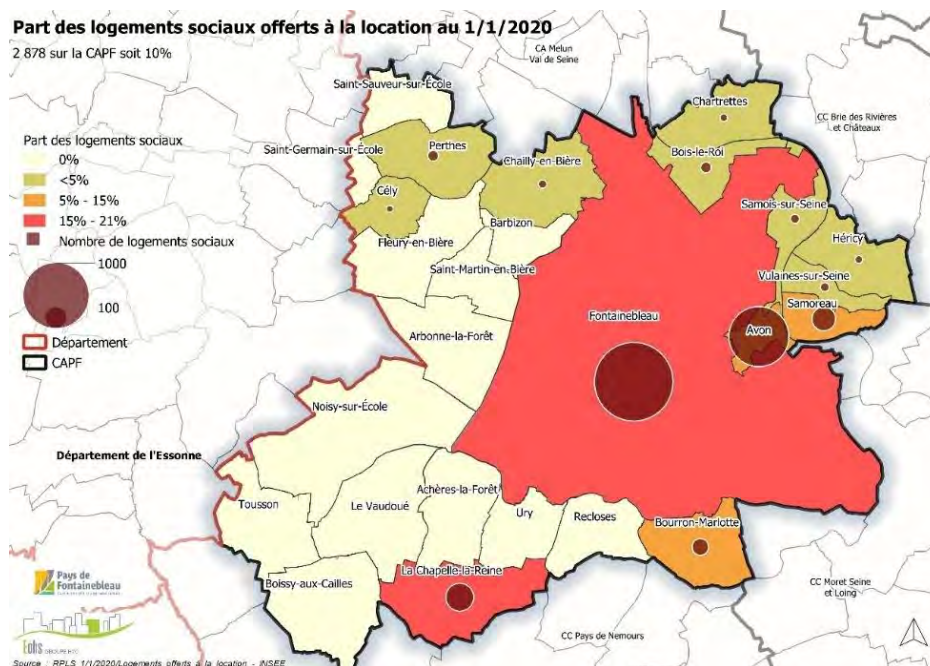 Part des logements sociaux offerts à la location au 1/1/2020
2 878 sur la CAPF soit 10%
CA Melun
Val de Seine
Saint-Sauveur-sur-École
Chartrettes
CC Brie des Rivières
et Châteaux
Part des logements sociaux
0%
<5%
5% - 15%
15% - 21%
Nombre de logements sociaux
1000
100
Département
CAPF
Saint-Germain-sur-École
Perthes
Chailly-en-Bière
Bois-le-Roi
Cély
Samois-sur-Seine
Barbizon
Fleury-en-Bière
Héricy
Saint-Martin-en-Bière
Vulaines-sur-Seine
Samoreau
Fontainebleau
Avon
Arbonne-la-Forêt
Noisy-sur-École
Département de l'Essonne
Achères-la-Forêt
Tousson
Le Vaudoué
Ury
Recloses
Bourron-Marlotte
La Chapelle-la-Reine
Boissy-aux-Cailles
CC Moret Seine
et Loing
CC Pays de Nemours
Pays de
Fontainebleau
Eohs
Source : RPLS 1/1/2020/Logements offerts à la location - INSEE